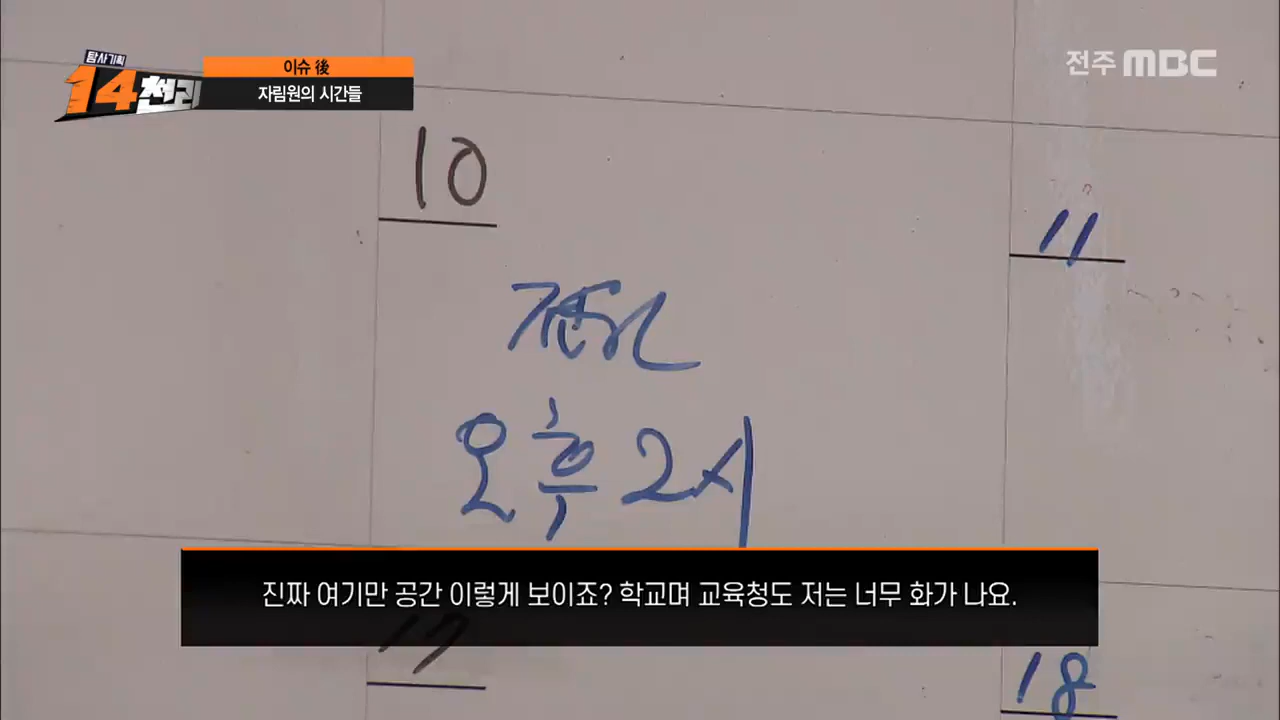 탐사기획
14
이슈 後
자림원의 시간들
전주 MBC
10
11
오후 2시
진짜 여기만 공간 이렇게 보이죠? 학교며 교육청도 저는 너무 화가 나요.
17
18